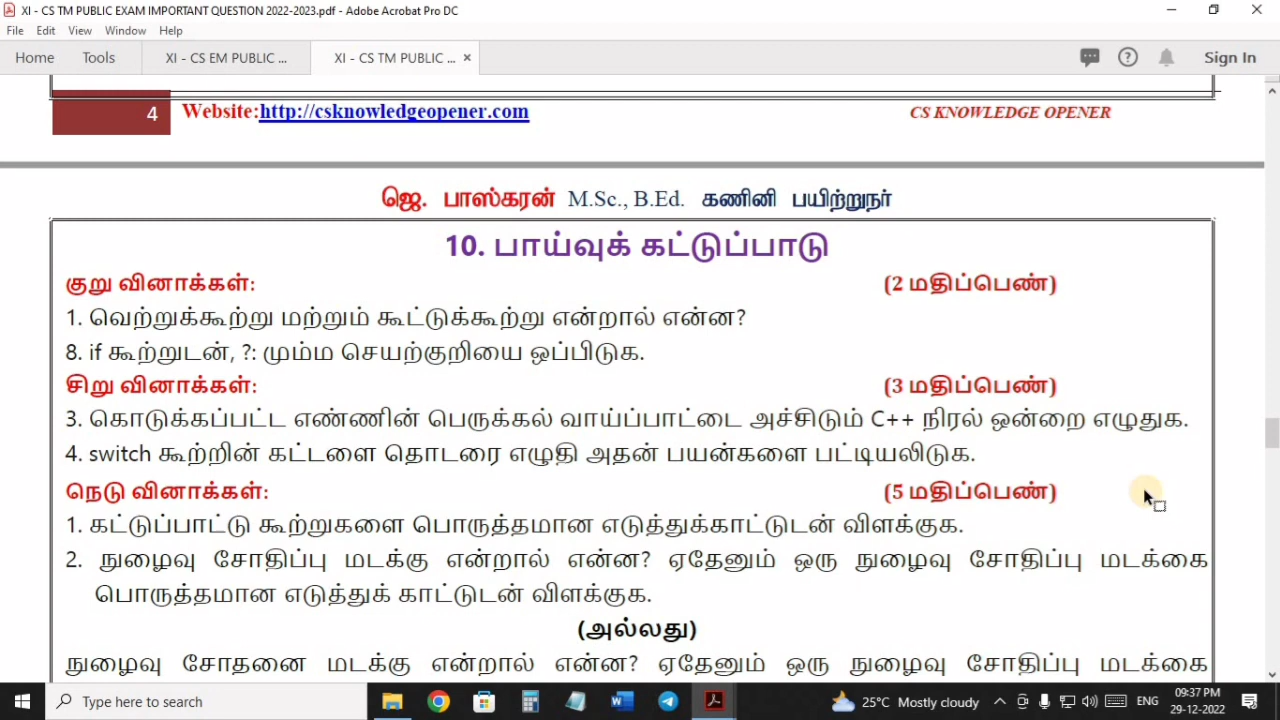 XI - CS TM PUBLIC EXAM IMPORTANT QUESTION 2022-2023.pdf - Adobe Acrobat Pro DC
File Edit View Window Help
Home Tools XI - CS EM PUBLIC ... XI - CS TM PUBLIC ... × Sign In
4 Website:http://csknowledgeopener.com CS KNOWLEDGE OPENER
ஜெ. பாஸ்கரன் M.Sc., B.Ed. கணினி பயிற்றுநர்
10. பாய்வுக் கட்டுப்பாடு
குறு வினாக்கள்: (2 மதிப்பெண்)
1. வெற்றுக்கூற்று மற்றும் கூட்டுக்கூற்று என்றால் என்ன?
8. if கூற்றுடன், ?: மும்ம செயற்குறியை ஒப்பிடுக.
சிறு வினாக்கள்: (3 மதிப்பெண்)
3. கொடுக்கப்பட்ட எண்ணின் பெருக்கல் வாய்ப்பாட்டை அச்சிடும் C++ நிரல் ஒன்றை எழுதுக.
4. switch கூற்றின் கட்டளை தொடரை எழுதி அதன் பயன்களை பட்டியலிடுக.
நெடு வினாக்கள்: (5 மதிப்பெண்)
1. கட்டுப்பாட்டு கூற்றுகளை பொருத்தமான எடுத்துக்காட்டுடன் விளக்குக.
2. நுழைவு சோதிப்பு மடக்கு என்றால் என்ன? ஏதேனும் ஒரு நுழைவு சோதிப்பு மடக்கை
பொருத்தமான எடுத்துக் காட்டுடன் விளக்குக.
(அல்லது)
நுழைவு சோதனை மடக்கு என்றால் என்ன? ஏதேனும் ஒரு நுழைவு சோதிப்பு மடக்கை
Type here to search 25°C Mostly cloudy ENG 09:37 PM
29-12-2022